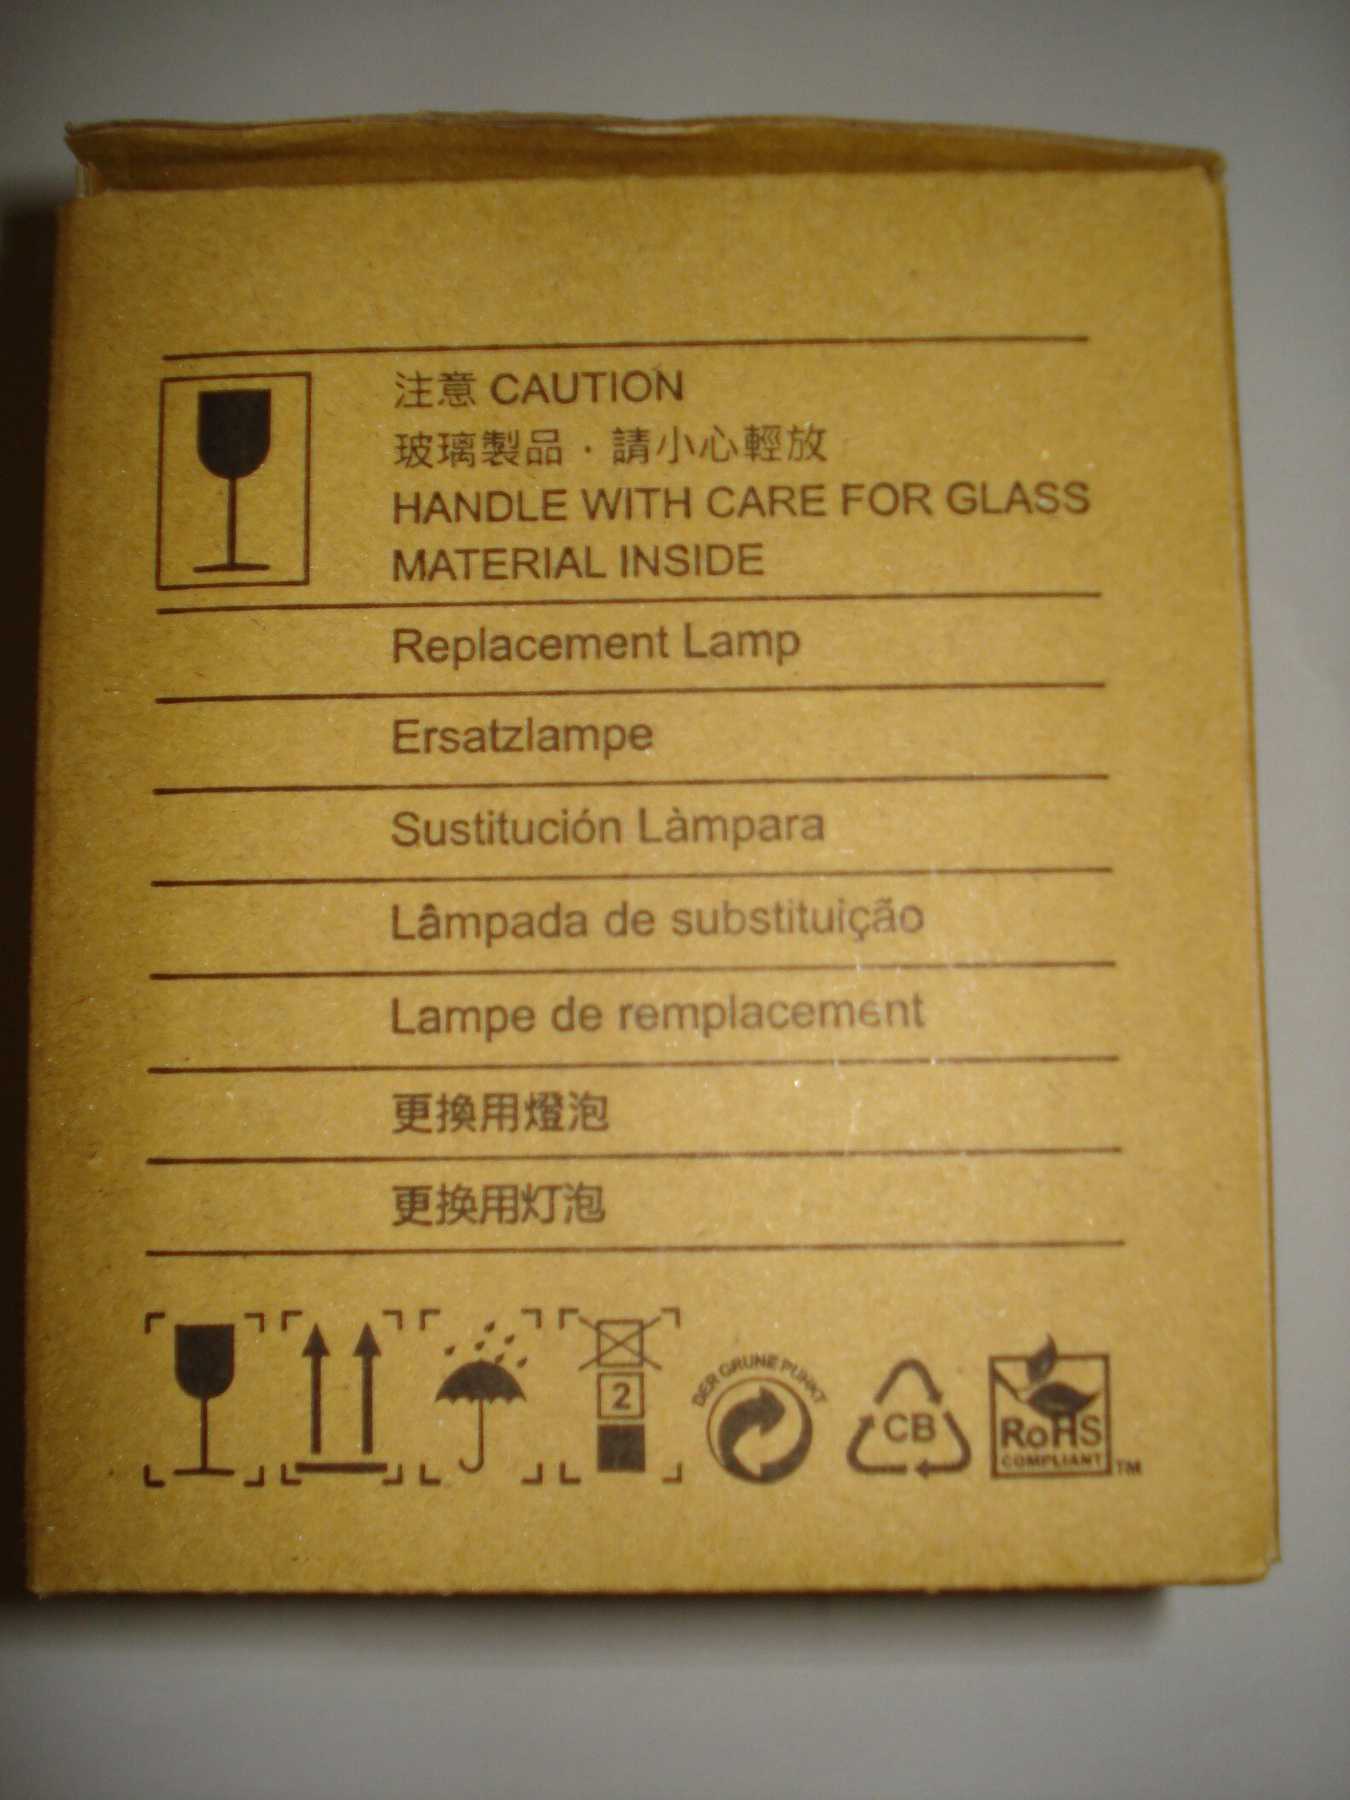 注意 CAUTION
玻璃製品．請小心輕放
HANDLE WITH CARE FOR GLASS
MATERIAL INSIDE
Replacement Lamp
Ersatzlampe
Sustitución Làmpara
Lâmpada de substituição
Lampe de remplacement
更換用燈泡
更换用灯泡
2
DER GRÜNE PUNKT
CB
RoHS
COMPLIANT TM